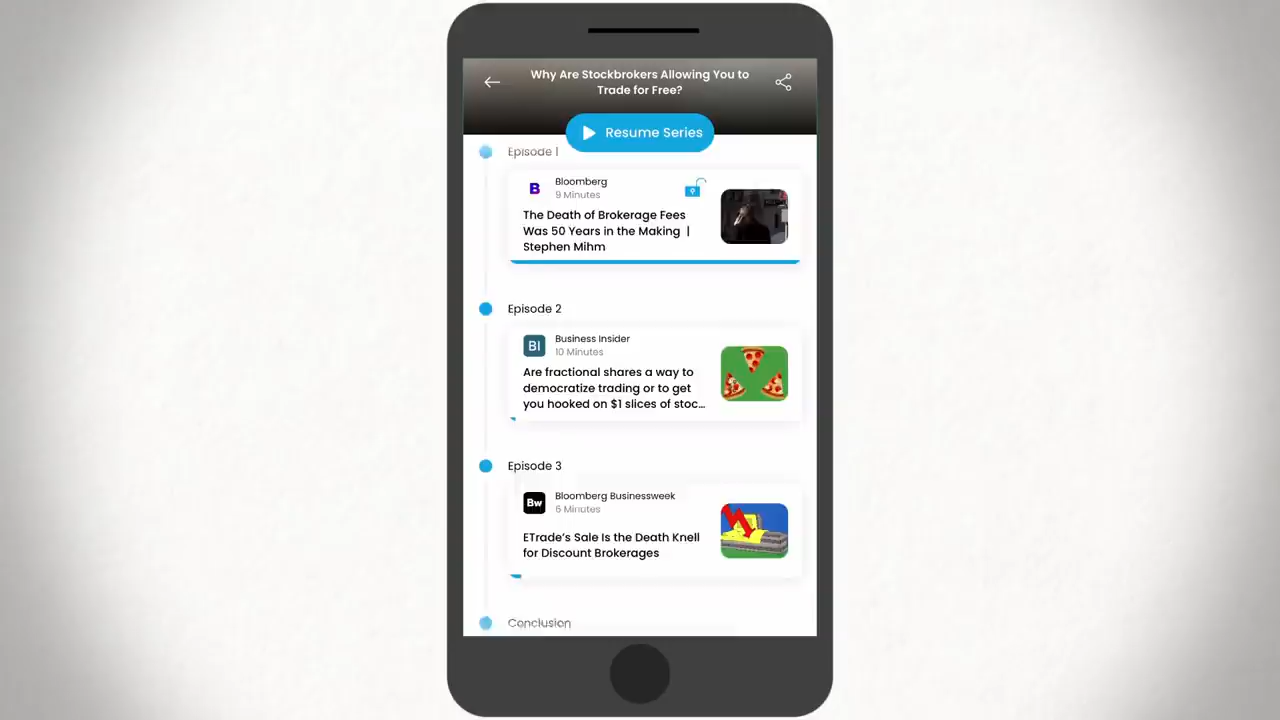 Why Are Stockbrokers Allowing You to
Trade for Free?
Resume Series
Episode 1
B
Bloomberg
9 Minutes
The Death of Brokerage Fees
Was 50 Years in the Making |
Stephen Mihm
Episode 2
BI
Business Insider
10 Minutes
Are fractional shares a way to
democratize trading or to get
you hooked on $1 slices of stoc...
Episode 3
Bw
Bloomberg Businessweek
6 Minutes
ETrade's Sale Is the Death Knell
for Discount Brokerages
Conclusion